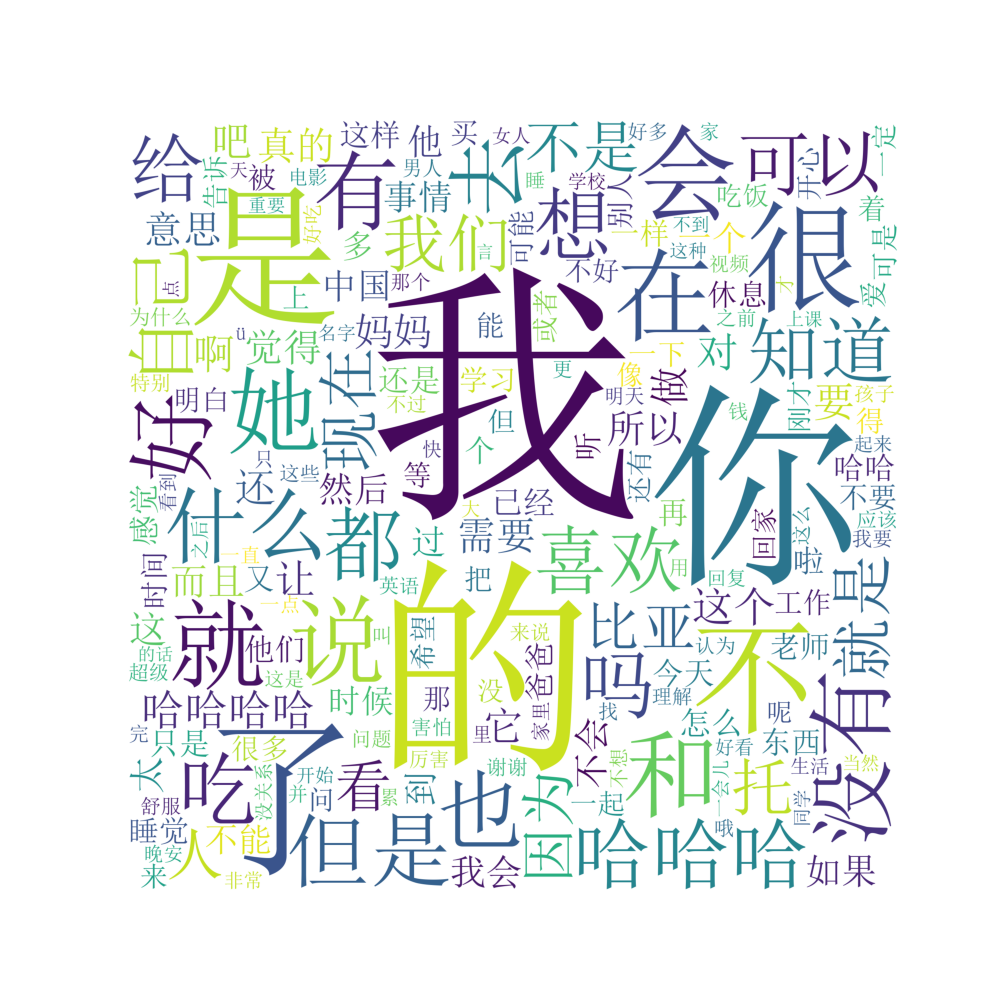 我
你
的
是
不
了
很
说
在
会
有
就
好
她
什么
都
喜欢
和
也
但是
吃
没有
就是
可以
知道
想
去
不是
给
自己
我们
现在
哈哈哈
哈哈哈哈
因为
吗
比亚
托
看
人
如果
我会
这个
工作
老师
需要
所以
做
对
妈妈
爸爸
中国
觉得
啊
吧
真的
这样
他
买
女人
好多
家
一定
告诉
天
被
电影
男人
睡
学校
别人
吃饭
开心
着
事情
重要
好吃
意思
多
可能
一样
一个
不到
这种
爱
可是
点
上
那个
不好
视频
休息
才
为什么
ü
名字
能
或者
之前
上课
特别
明白
还是
学习
更
一下
像
明天
要
孩子
不过
但
钱
刚才
得
还
只
这些
快
个
听
还有
起来
哈哈
看到
然后
等
已经
再
回家
这么
不要
应该
感觉
之后
大
我要
时间
而且
一直
又
让
过
英语
把
用
回复
啦
这
一点
叫
希望
来说
认为
的话
超级
他们
这是
那
没
它
家里
里
找
理解
今天
时候
害怕
不会
怎么
呢
东西
好看
完
只是
很多
问题
厉害
谢谢
不想
生活
当然
太
舒服
没关系
开始
并
问
累
到
一起
一会儿
哦
同学
睡觉
不能
晚安
来
非常
言